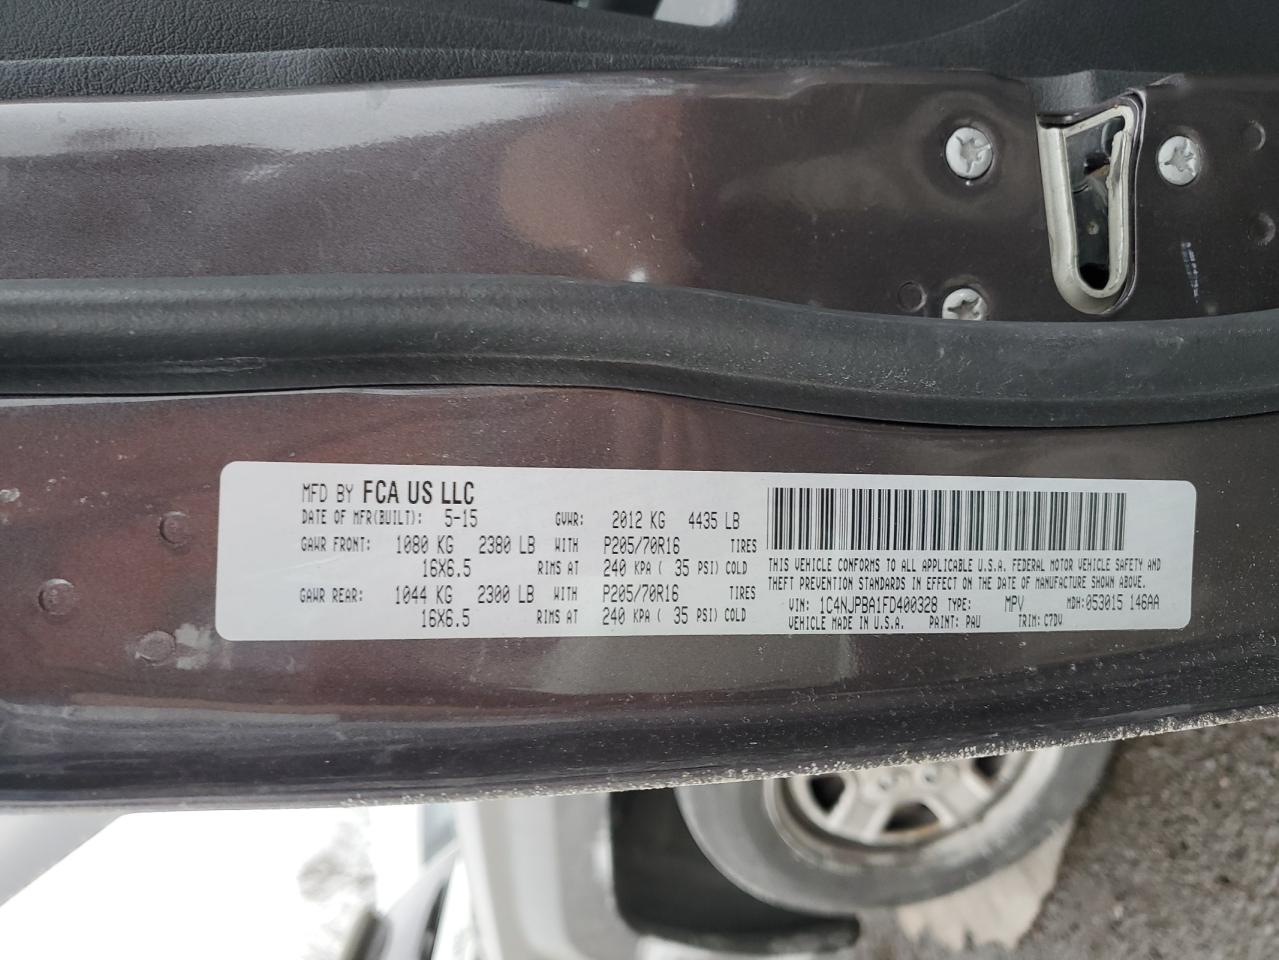 MFD BY FCA US LLC
DATE OF MFR(BUILT): 5-15 GVWR: 2012 KG 4435 LB
GAWR FRONT: 1080 KG 2380 LB WITH P205/70R16 TIRES
16X6.5 RIMS AT 240 KPA ( 35 PSI) COLD
GAWR REAR: 1044 KG 2300 LB WITH P205/70R16 TIRES
16X6.5 RIMS AT 240 KPA ( 35 PSI) COLD
THIS VEHICLE CONFORMS TO ALL APPLICABLE U.S.A. FEDERAL MOTOR VEHICLE SAFETY AND
THEFT PREVENTION STANDARDS IN EFFECT ON THE DATE OF MANUFACTURE SHOWN ABOVE.
VIN: 1C4NJPBA1FD400328 TYPE: MPV MDH: 053015 146AA
VEHICLE MADE IN U.S.A. PAINT: PAU TRIM: C7DV